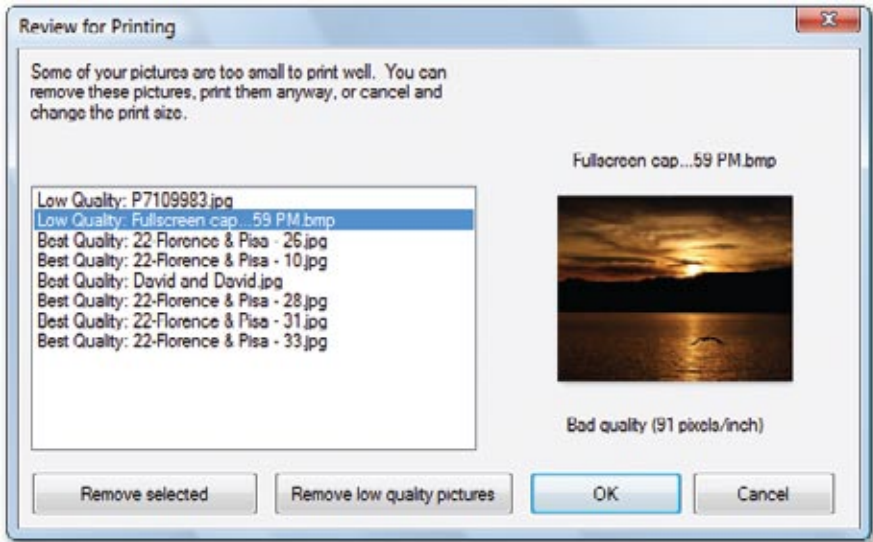 Review for Printing
Some of your pictures are too small to print well. You can
remove these pictures, print them anyway, or cancel and
change the print size.
Fullscreen cap...59 PM.bmp
Low Quality: P7109983.jpg
Low Quality: Fullscreen cap...59 PM.bmp
Best Quality: 22-Florence & Pisa - 26.jpg
Best Quality: 22-Florence & Pisa - 10.jpg
Best Quality: David and David.jpg
Best Quality: 22-Florence & Pisa - 28.jpg
Best Quality: 22-Florence & Pisa - 31.jpg
Best Quality: 22-Florence & Pisa - 33.jpg
Bad quality (91 pixels/inch)
Remove selected
Remove low quality pictures
OK
Cancel